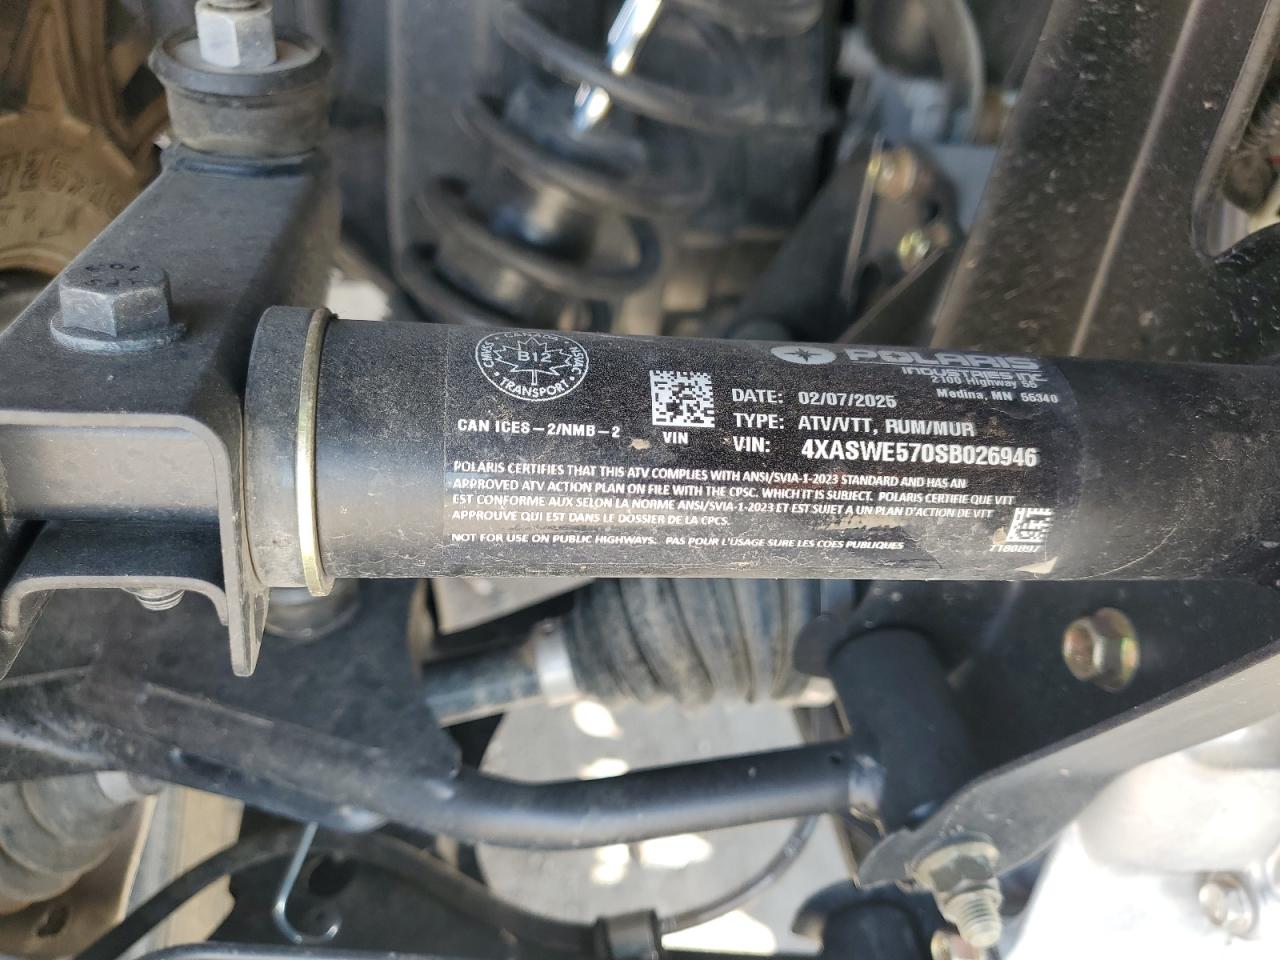 CANADA
CMVSS B12 NSVAC
TRANSPORT
CAN ICES-2/NMB-2
VIN
POLARIS
INDUSTRIES INC
2100 Highway 55
Medina, MN 55340
DATE: 02/07/2025
TYPE: ATV/VTT, RUM/MUR
VIN: 4XASWE570SB026946
POLARIS CERTIFIES THAT THIS ATV COMPLIES WITH ANSI/SVIA-1-2023 STANDARD AND HAS AN
APPROVED ATV ACTION PLAN ON FILE WITH THE CPSC. WHICH IT IS SUBJECT. POLARIS CERTIFIE QUE VTT
EST CONFORME AUX SELON LA NORME ANSI/SVIA-1-2023 ET EST SUJET A UN PLAN D'ACTION DE VTT
APPROUVE QUI EST DANS LE DOSSIER DE LA CPCS.
NOT FOR USE ON PUBLIC HIGHWAYS. PAS POUR L'USAGE SURE LES COES PUBLIQUES